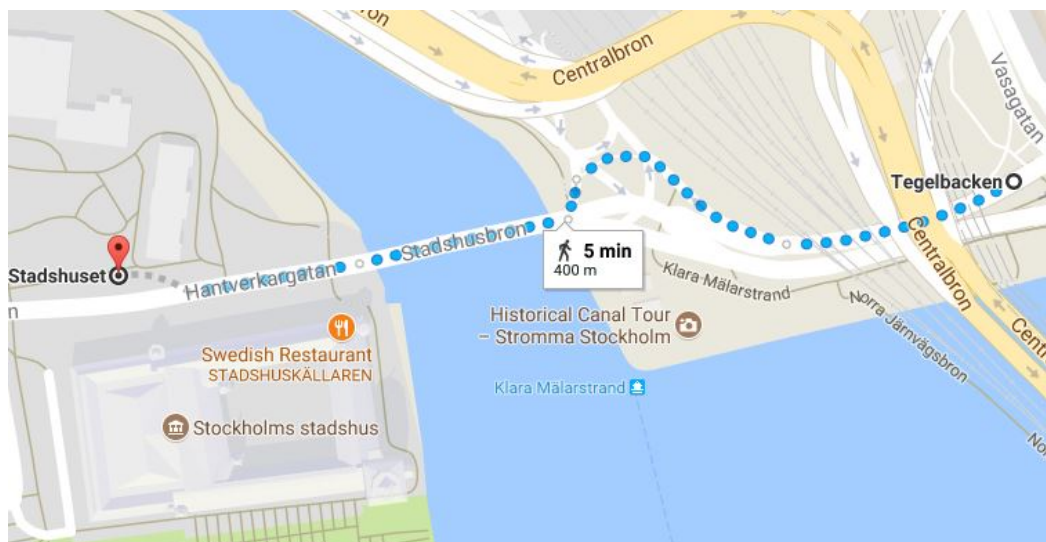 Centralbron
Centralbron
Vasagatan
Tegelbacken
Stadshuset
Hantverkargatan
Stadshusbron
5 min
400 m
Klara Mälarstrand
Centralbron
Norra Järnvägsbron
n
Historical Canal Tour
– Stromma Stockholm
Swedish Restaurant
STADSHUSKÄLLAREN
Klara Mälarstrand
Stockholms stadshus